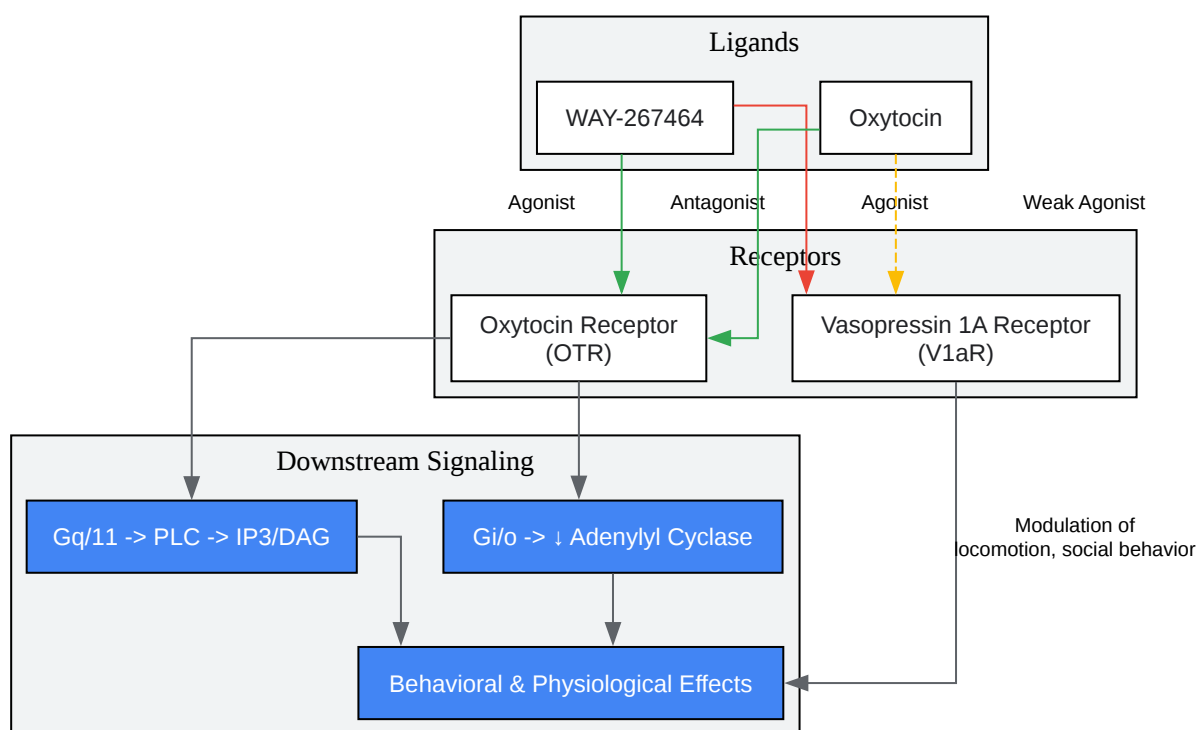 Ligands
WAY-267464
Oxytocin
Agonist
Antagonist
Agonist
Weak Agonist
Receptors
Oxytocin Receptor
(OTR)
Vasopressin 1A Receptor
(V1aR)
Downstream Signaling
Gq/11 -> PLC -> IP3/DAG
Gi/o -> ↓ Adenylyl Cyclase
Modulation of
locomotion, social behavior
Behavioral & Physiological Effects